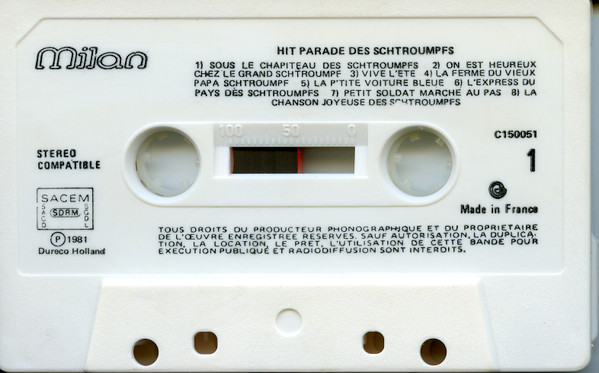 Milan
HIT PARADE DES SCHTROUMPFS
1) SOUS LE CHAPITEAU DES SCHTROUMPFS 2) ON EST HEUREUX
CHEZ LE GRAND SCHTROUMPF 3) VIVE L'ETE 4) LA FERME DU VIEUX
PAPA SCHTROUMPF 5) LA P'TITE VOITURE BLEUE 6) L'EXPRESS DU
PAYS DES SCHTROUMPFS 7) PETIT SOLDAT MARCHE AU PAS 8) LA
CHANSON JOYEUSE DES SCHTROUMPFS
100 50 0
C150051
STEREO
COMPATIBLE
1
SACEM
SACD SDRM SGDL
Made in France
P 1981
Dureco Holland
TOUS DROITS DU PRODUCTEUR PHONOGRAPHIQUE ET DU PROPRIETAIRE
DE L'ŒUVRE ENREGISTREE RESERVES. SAUF AUTORISATION, LA DUPLICA-
TION, LA LOCATION, LE PRET, L'UTILISATION DE CETTE BANDE POUR
EXECUTION PUBLIQUE ET RADIODIFFUSION SONT INTERDITS.